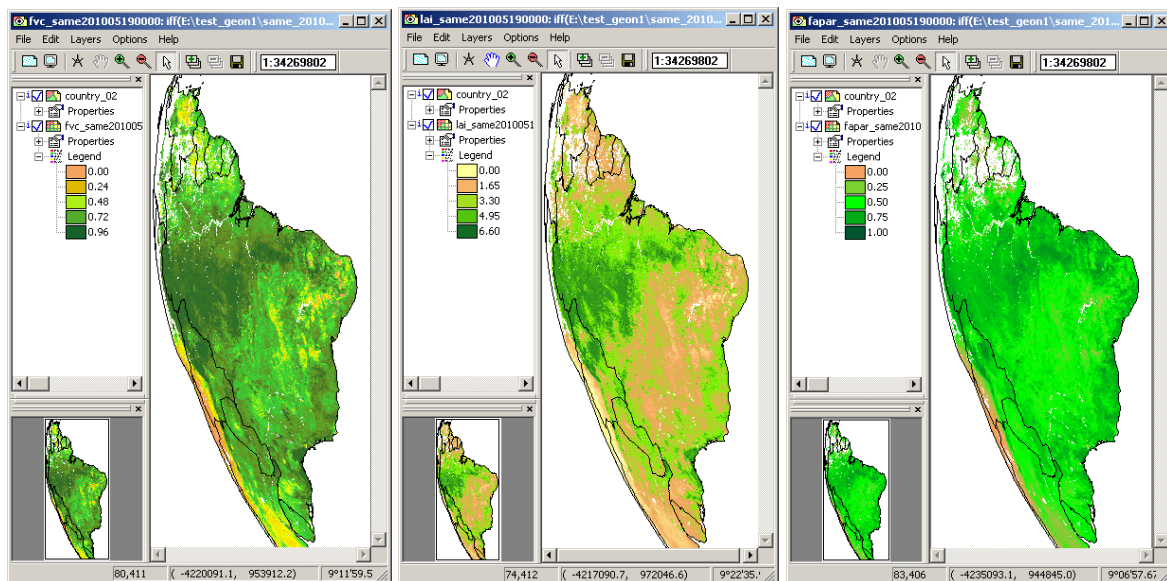 fvc_same201005190000: iff(E:\test_geon1\same_2010...
File Edit Layers Options Help
1:34269802
country_02
Properties
fvc_same201005
Properties
Legend
0.00
0.24
0.48
0.72
0.96
80,411 ( -4220091.1, 953912.2) 9°11'59.5
lai_same201005190000: iff(E:\test_geon1\same_2010...
File Edit Layers Options Help
1:34269802
country_02
Properties
lai_same2010051
Properties
Legend
0.00
1.65
3.30
4.95
6.60
74,412 ( -4217090.7, 972046.6) 9°22'35.
fapar_same201005190000: iff(E:\test_geon1\same_201...
File Edit Layers Options Help
1:34269802
country_02
Properties
fapar_same2010
Properties
Legend
0.00
0.25
0.50
0.75
1.00
83,406 ( -4235093.1, 944845.0) 9°06'57.67